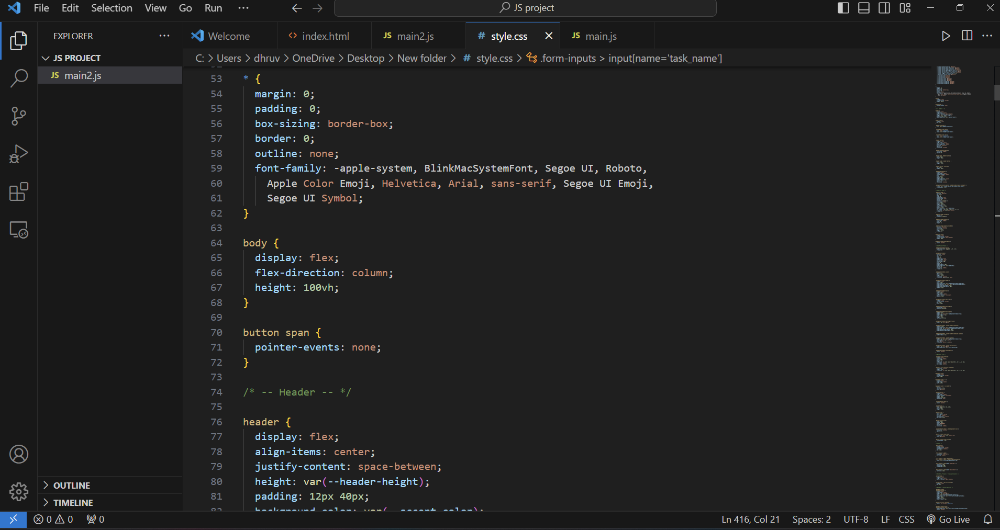 File Edit Selection View Go Run ··· JS project
EXPLORER ···
JS PROJECT
JS main2.js
OUTLINE
TIMELINE
Welcome <> index.html JS main2.js # style.css JS main.js
C: > Users > dhruv > OneDrive > Desktop > New folder > # style.css > .form-inputs > input[name='task_name']
53 * {
54 margin: 0;
55 padding: 0;
56 box-sizing: border-box;
57 border: 0;
58 outline: none;
59 font-family: -apple-system, BlinkMacSystemFont, Segoe UI, Roboto,
60 Apple Color Emoji, Helvetica, Arial, sans-serif, Segoe UI Emoji,
61 Segoe UI Symbol;
62 }
63
64 body {
65 display: flex;
66 flex-direction: column;
67 height: 100vh;
68 }
69
70 button span {
71 pointer-events: none;
72 }
73
74 /* -- Header -- */
75
76 header {
77 display: flex;
78 align-items: center;
79 justify-content: space-between;
80 height: var(--header-height);
81 padding: 12px 40px;
82 background-color: var(--accent-color);
0 0 0 Ln 416, Col 21 Spaces: 2 UTF-8 LF CSS Go Live